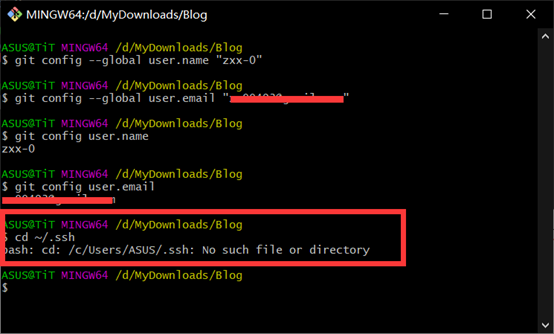 MINGW64:/d/MyDownloads/Blog
ASUS@TiT MINGW64 /d/MyDownloads/Blog
$ git config --global user.name "zxx-0"
ASUS@TiT MINGW64 /d/MyDownloads/Blog
$ git config --global user.email "
ASUS@TiT MINGW64 /d/MyDownloads/Blog
$ git config user.name
zxx-0
ASUS@TiT MINGW64 /d/MyDownloads/Blog
$ git config user.email
ASUS@TiT MINGW64 /d/MyDownloads/Blog
$ cd ~/.ssh
bash: cd: /c/Users/ASUS/.ssh: No such file or directory
ASUS@TiT MINGW64 /d/MyDownloads/Blog
$